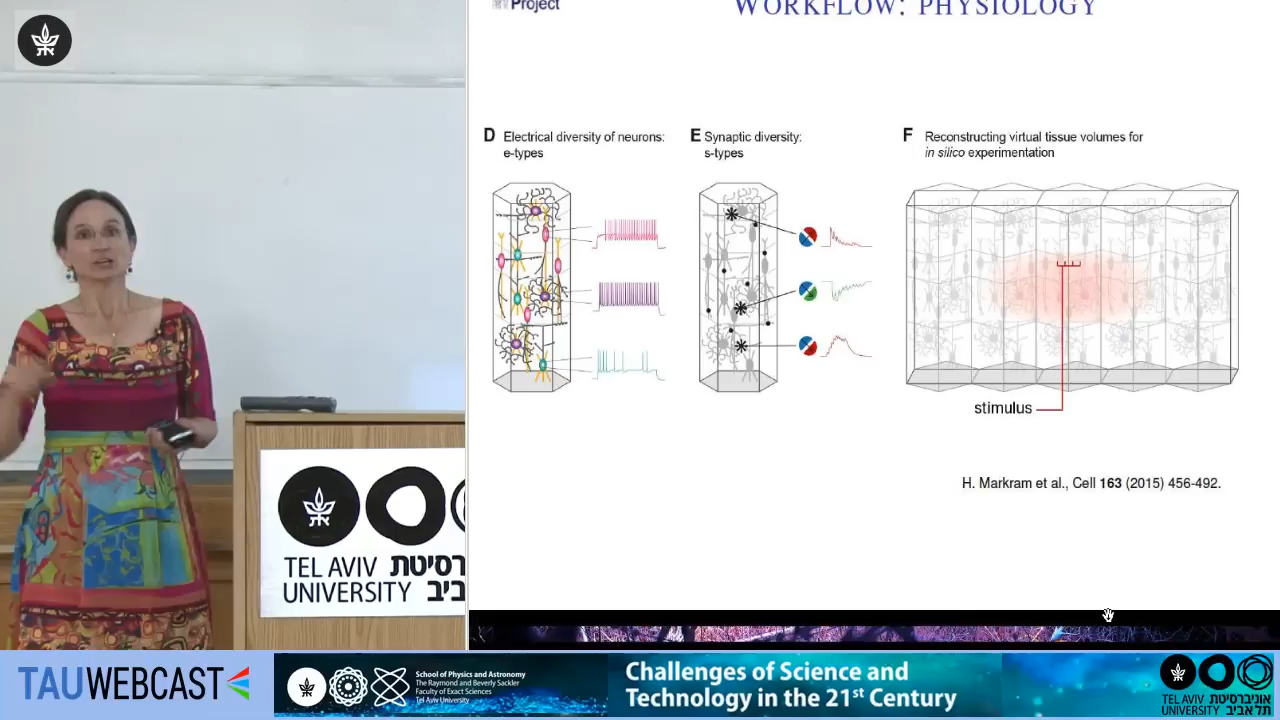 Project
WORKFLOW: PHYSIOLOGY
D Electrical diversity of neurons:
e-types
E Synaptic diversity:
s-types
F Reconstructing virtual tissue volumes for
in silico experimentation
stimulus
H. Markram et al., Cell 163 (2015) 456-492.
TEL AVIV
UNIVERSITY
רסיטת
ביב
TAUWEBCAST
School of Physics and Astronomy
The Raymond and Beverly Sackler
Faculty of Exact Sciences
Tel Aviv University
Challenges of Science and
Technology in the 21st Century
TEL AVIV אוניברסיטת
UNIVERSITY תל אביב